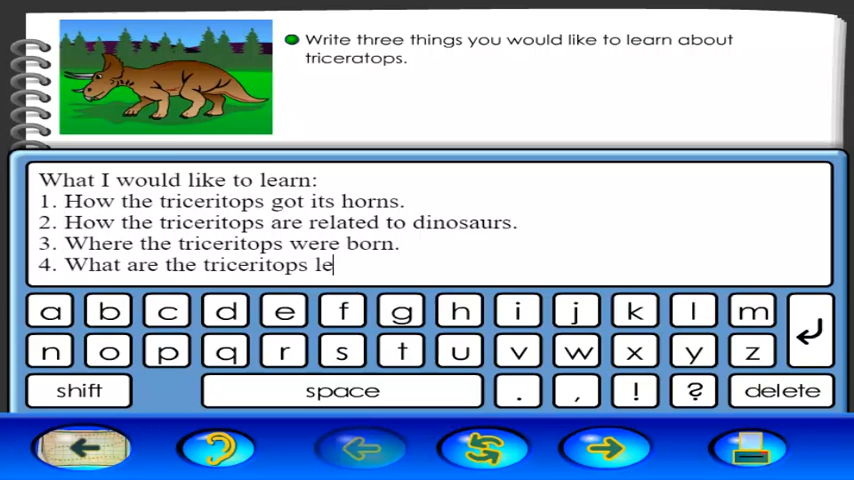 Write three things you would like to learn about
triceratops.
What I would like to learn:
1. How the triceritops got its horns.
2. How the triceritops are related to dinosaurs.
3. Where the triceritops were born.
4. What are the triceritops le
a b c d e f g h i j k l m
n o p q r s t u v w x y z
shift space . , ! ? delete